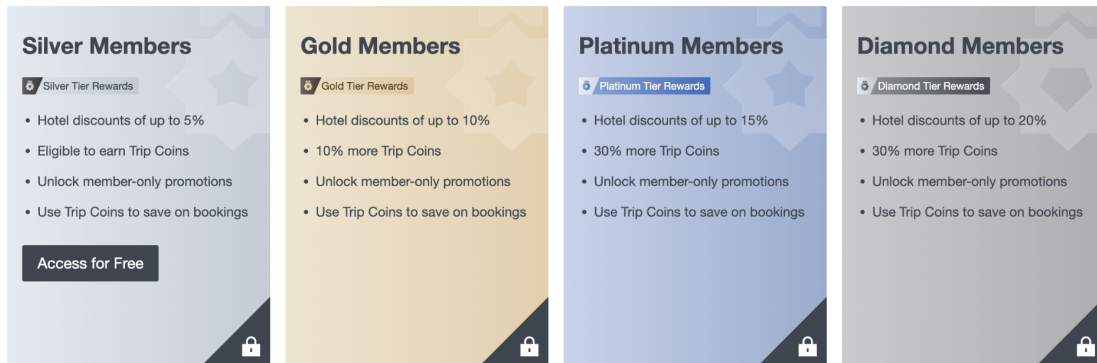 Silver Members
Silver Tier Rewards
• Hotel discounts of up to 5%
• Eligible to earn Trip Coins
• Unlock member-only promotions
• Use Trip Coins to save on bookings
Access for Free
Gold Members
Gold Tier Rewards
• Hotel discounts of up to 10%
• 10% more Trip Coins
• Unlock member-only promotions
• Use Trip Coins to save on bookings
Platinum Members
Platinum Tier Rewards
• Hotel discounts of up to 15%
• 30% more Trip Coins
• Unlock member-only promotions
• Use Trip Coins to save on bookings
Diamond Members
Diamond Tier Rewards
• Hotel discounts of up to 20%
• 30% more Trip Coins
• Unlock member-only promotions
• Use Trip Coins to save on bookings